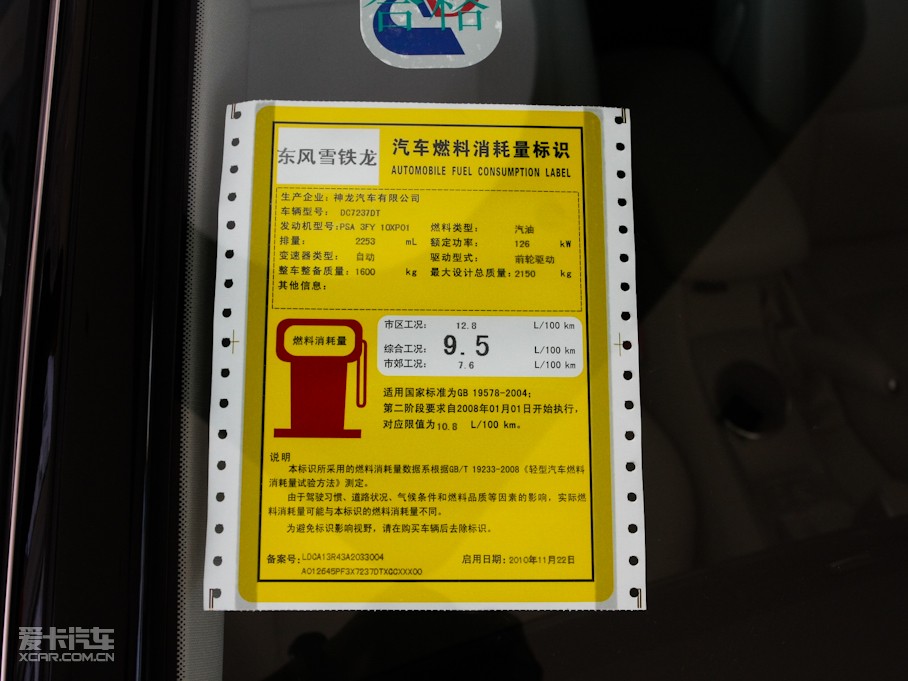 合格
东风雪铁龙
汽车燃料消耗量标识
AUTOMOBILE FUEL CONSUMPTION LABEL
生产企业: 神龙汽车有限公司
车辆型号: DC7237DT
发动机型号:PSA 3FY 10XP01 燃料类型: 汽油
排量: 2253 mL 额定功率: 126 kW
变速器类型: 自动 驱动型式: 前轮驱动
整车整备质量: 1600 kg 最大设计总质量: 2150 kg
其他信息:
燃料消耗量
市区工况: 12.8 L/100 km
综合工况: 9.5 L/100 km
市郊工况: 7.6 L/100 km
适用国家标准为GB 19578-2004;
第二阶段要求自2008年01月01日开始执行,
对应限值为10.8 L/100 km。
说明
本标识所采用的燃料消耗量数据系根据GB/T 19233-2008《轻型汽车燃料
消耗量试验方法》测定。
由于驾驶习惯、道路状况、气候条件和燃料品质等因素的影响, 实际燃
料消耗量可能与本标识的燃料消耗量不同。
为避免标识影响视野, 请在购买车辆后去除标识。
备案号: LDCA13R43A2033004 启用日期: 2010年11月22日
A012645PF3X7237DTXGCXXX00
爱卡汽车
XCAR.COM.CN